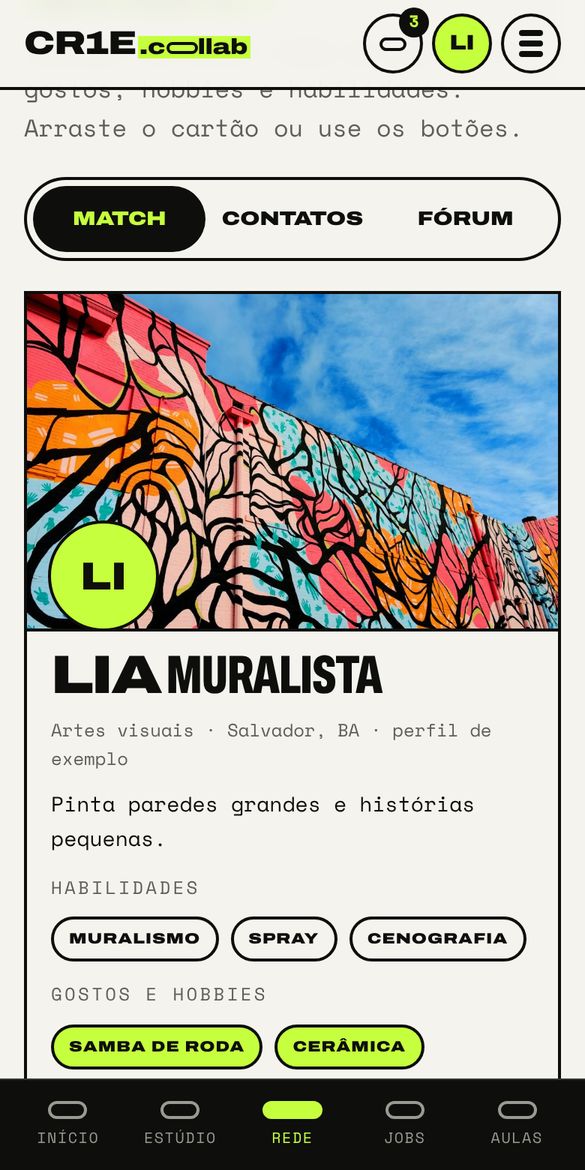 CR1E.collab
3
LI
gostos, hobbies e habilidades.
Arraste o cartão ou use os botões.
MATCH CONTATOS FÓRUM
LI
LIA MURALISTA
Artes visuais · Salvador, BA · perfil de
exemplo
Pinta paredes grandes e histórias
pequenas.
HABILIDADES
MURALISMO SPRAY CENOGRAFIA
GOSTOS E HOBBIES
SAMBA DE RODA CERÂMICA
INÍCIO ESTÚDIO REDE JOBS AULAS